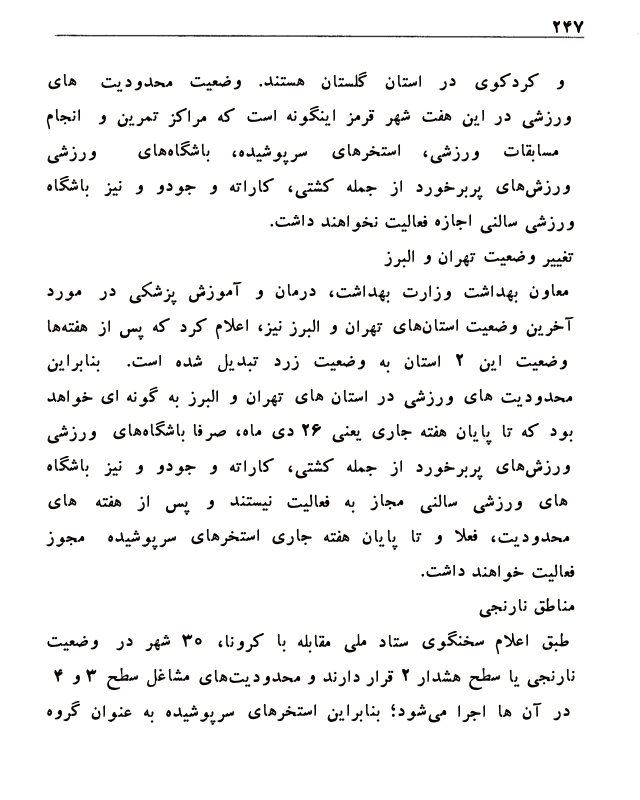 ۲۴۷
و کردکوی در استان گلستان هستند. وضعیت محدودیت های
ورزشی در این هفت شهر قرمز اینگونه است که مراکز تمرین و انجام
مسابقات ورزشی، استخرهای سرپوشیده، باشگاه‌های ورزشی
ورزش‌های پربرخورد از جمله کشتی، کاراته و جودو و نیز باشگاه
ورزشی سالنی اجازه فعالیت نخواهند داشت.
تغییر وضعیت تهران و البرز
معاون بهداشت وزارت بهداشت، درمان و آموزش پزشکی در مورد
آخرین وضعیت استان‌های تهران و البرز نیز، اعلام کرد که پس از هفته‌ها
وضعیت این ۲ استان به وضعیت زرد تبدیل شده است. بنابراین
محدودیت های ورزشی در استان های تهران و البرز به گونه ای خواهد
بود که تا پایان هفته جاری یعنی ۲۶ دی ماه، صرفا باشگاه‌های ورزشی
ورزش‌های پربرخورد از جمله کشتی، کاراته و جودو و نیز باشگاه
های ورزشی سالنی مجاز به فعالیت نیستند و پس از هفته های
محدودیت، فعلا و تا پایان هفته جاری استخرهای سرپوشیده مجوز
فعالیت خواهند داشت.
مناطق نارنجی
طبق اعلام سخنگوی ستاد ملی مقابله با کرونا، ۳۰ شهر در وضعیت
نارنجی یا سطح هشدار ۲ قرار دارند و محدودیت‌های مشاغل سطح ۳ و ۴
در آن ها اجرا می‌شود؛ بنابراین استخرهای سرپوشیده به عنوان گروه